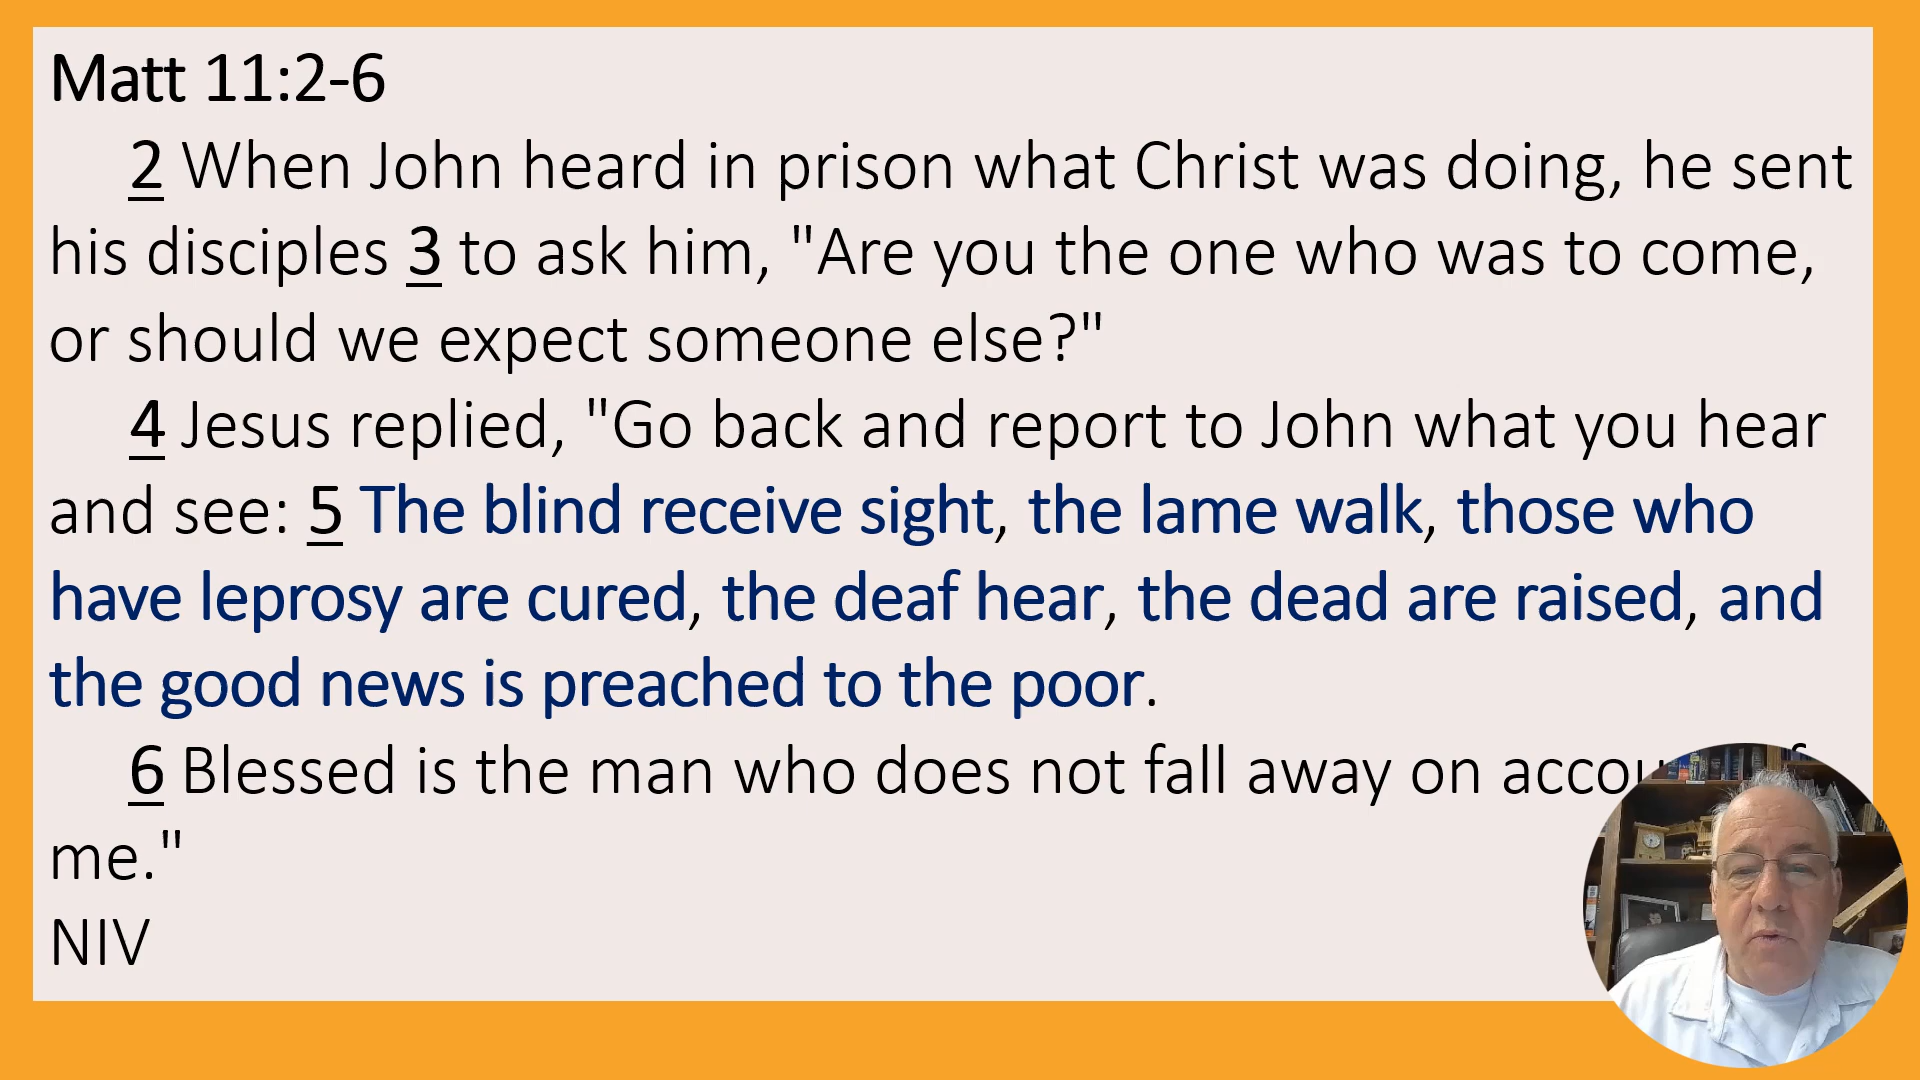 Matt 11:2-6
2 When John heard in prison what Christ was doing, he sent
his disciples 3 to ask him, "Are you the one who was to come,
or should we expect someone else?"
4 Jesus replied, "Go back and report to John what you hear
and see: 5 The blind receive sight, the lame walk, those who
have leprosy are cured, the deaf hear, the dead are raised, and
the good news is preached to the poor.
6 Blessed is the man who does not fall away on
me."
NIV